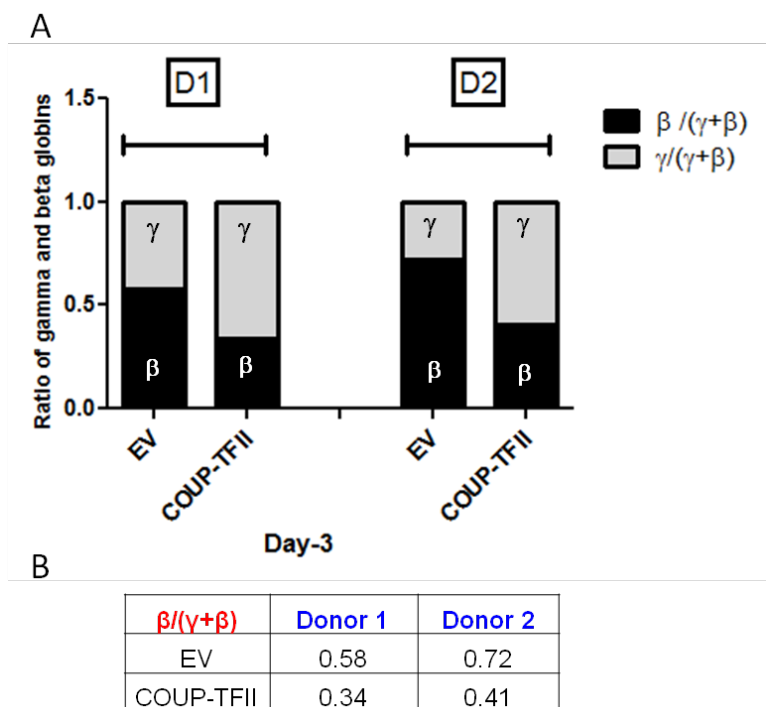 A
D1 D2
1.5
1.0
0.5
0.0
Ratio of gamma and beta globins
β /(γ+β)
γ/(γ+β)
γ γ γ γ
β β β β
EV COUP-TFII EV COUP-TFII
Day-3
B
β/(γ+β) Donor 1 Donor 2
EV 0.58 0.72
COUP-TFII 0.34 0.41